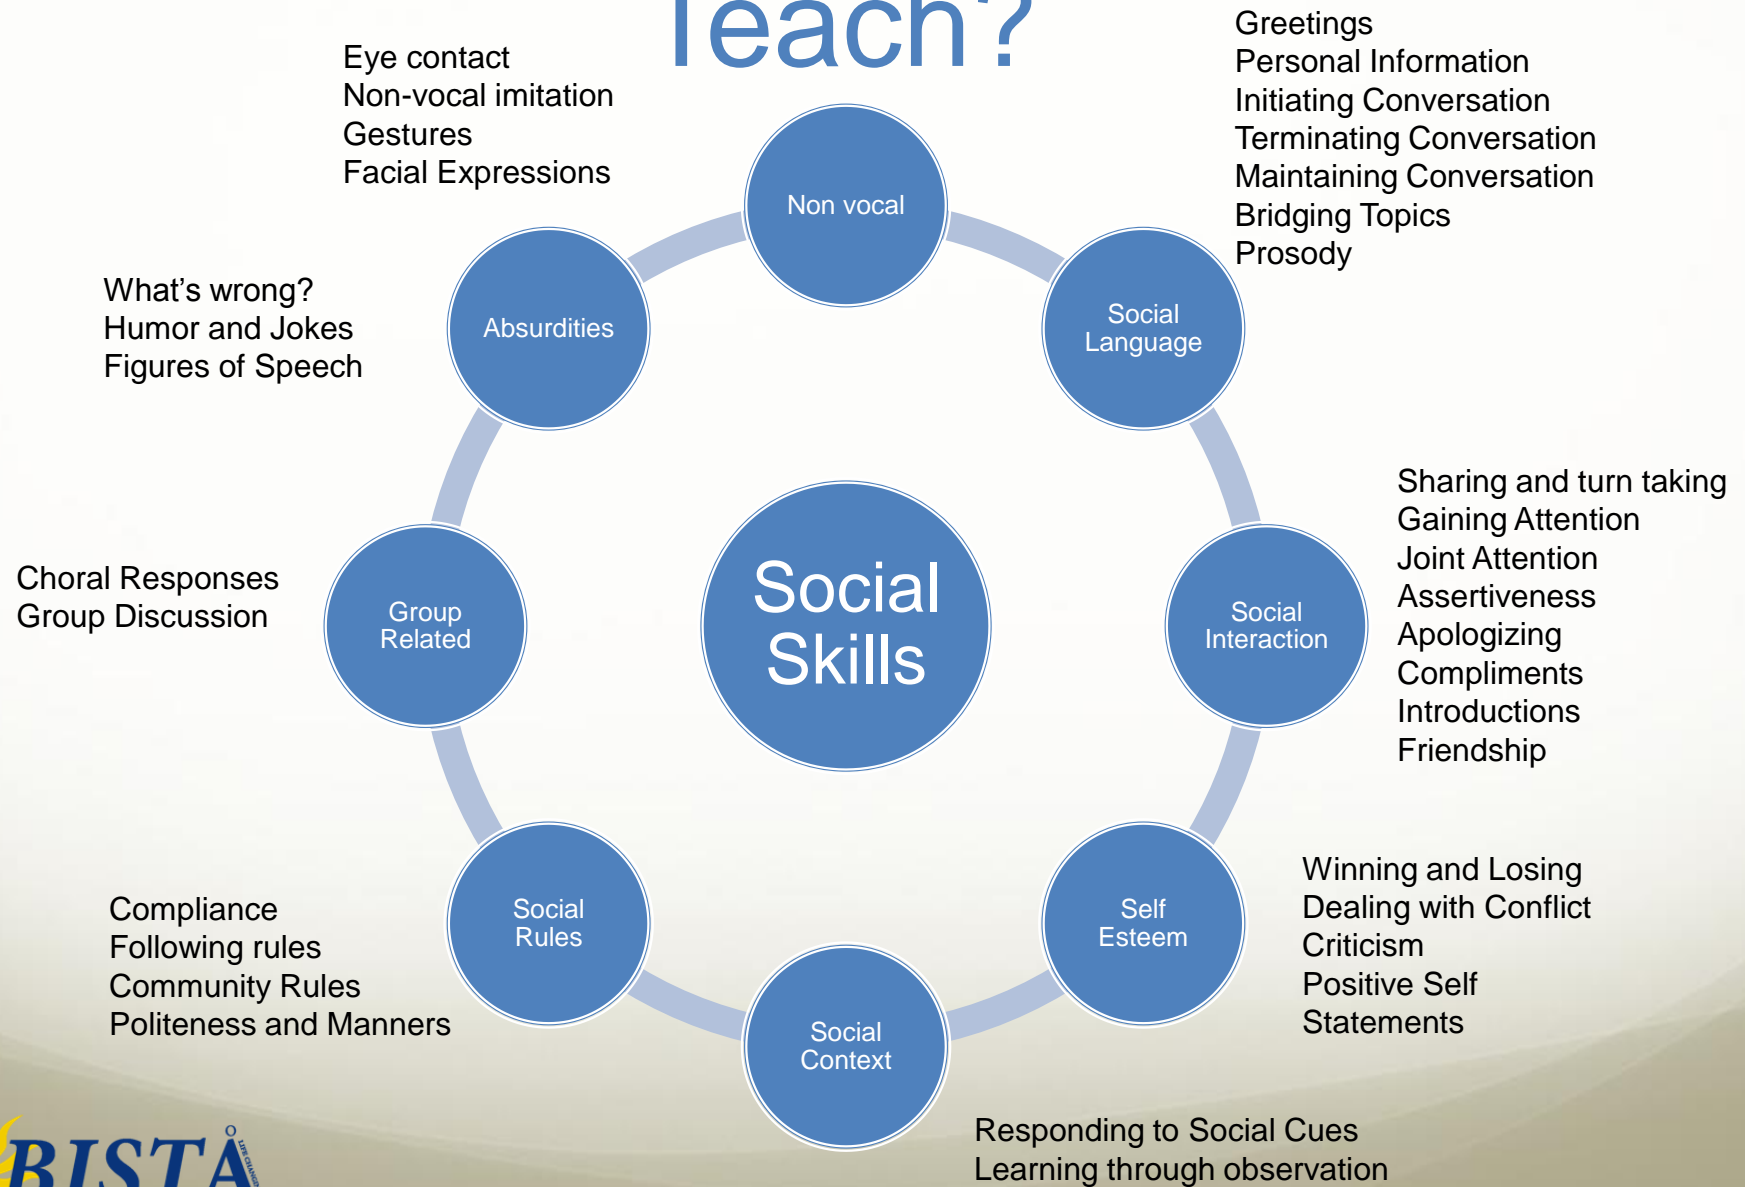 Teach?
Eye contact
Non-vocal imitation
Gestures
Facial Expressions
Non vocal
Greetings
Personal Information
Initiating Conversation
Terminating Conversation
Maintaining Conversation
Bridging Topics
Prosody
Social
Language
Sharing and turn taking
Gaining Attention
Joint Attention
Assertiveness
Apologizing
Compliments
Introductions
Friendship
Social
Interaction
Winning and Losing
Dealing with Conflict
Criticism
Positive Self
Statements
Self
Esteem
Responding to Social Cues
Learning through observation
Social
Context
Compliance
Following rules
Community Rules
Politeness and Manners
Social
Rules
Choral Responses
Group Discussion
Group
Related
What’s wrong?
Humor and Jokes
Figures of Speech
Absurdities
Social
Skills
BISTÅ